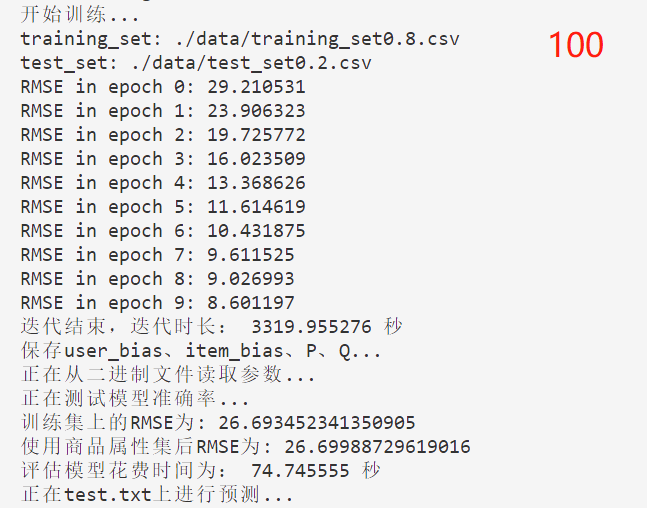 开始训练...
training_set: ./data/training_set0.8.csv
100
test_set: ./data/test_set0.2.csv
RMSE in epoch 0: 29.210531
RMSE in epoch 1: 23.906323
RMSE in epoch 2: 19.725772
RMSE in epoch 3: 16.023509
RMSE in epoch 4: 13.368626
RMSE in epoch 5: 11.614619
RMSE in epoch 6: 10.431875
RMSE in epoch 7: 9.611525
RMSE in epoch 8: 9.026993
RMSE in epoch 9: 8.601197
迭代结束，迭代时长： 3319.955276 秒
保存user_bias、item_bias、P、Q...
正在从二进制文件读取参数...
正在测试模型准确率...
训练集上的RMSE为: 26.693452341350905
使用商品属性集后RMSE为: 26.69988729619016
评估模型花费时间为： 74.745555 秒
正在test.txt上进行预测...